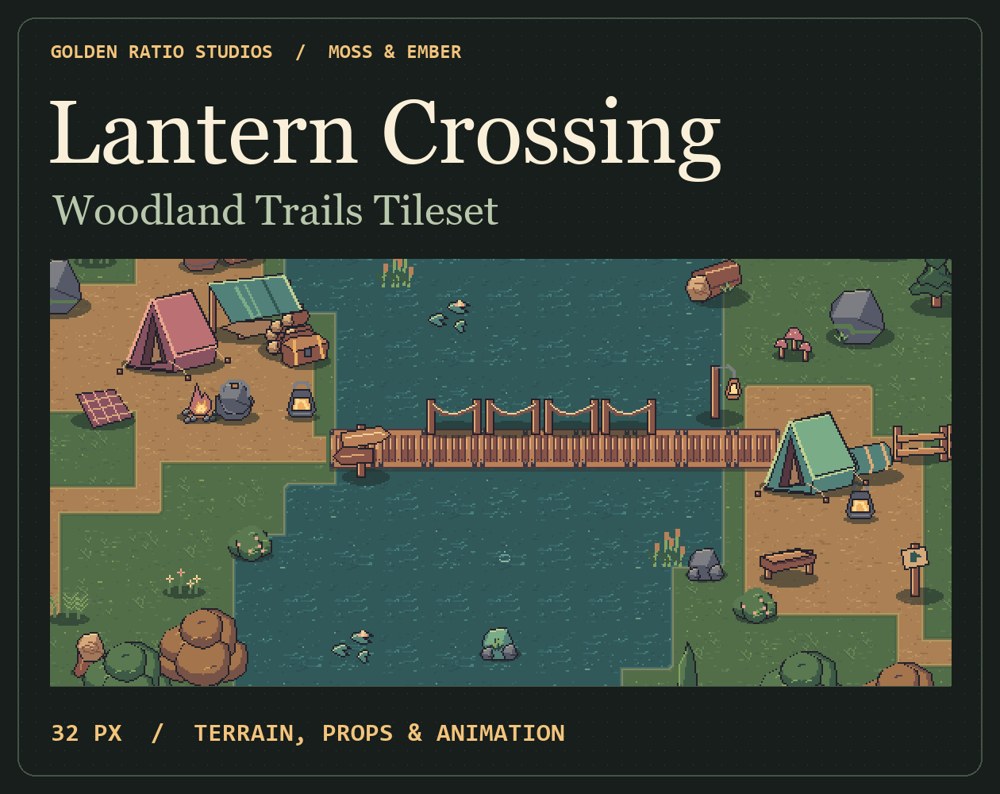 GOLDEN RATIO STUDIOS / MOSS & EMBER
Lantern Crossing
Woodland Trails Tileset
32 PX / TERRAIN, PROPS & ANIMATION